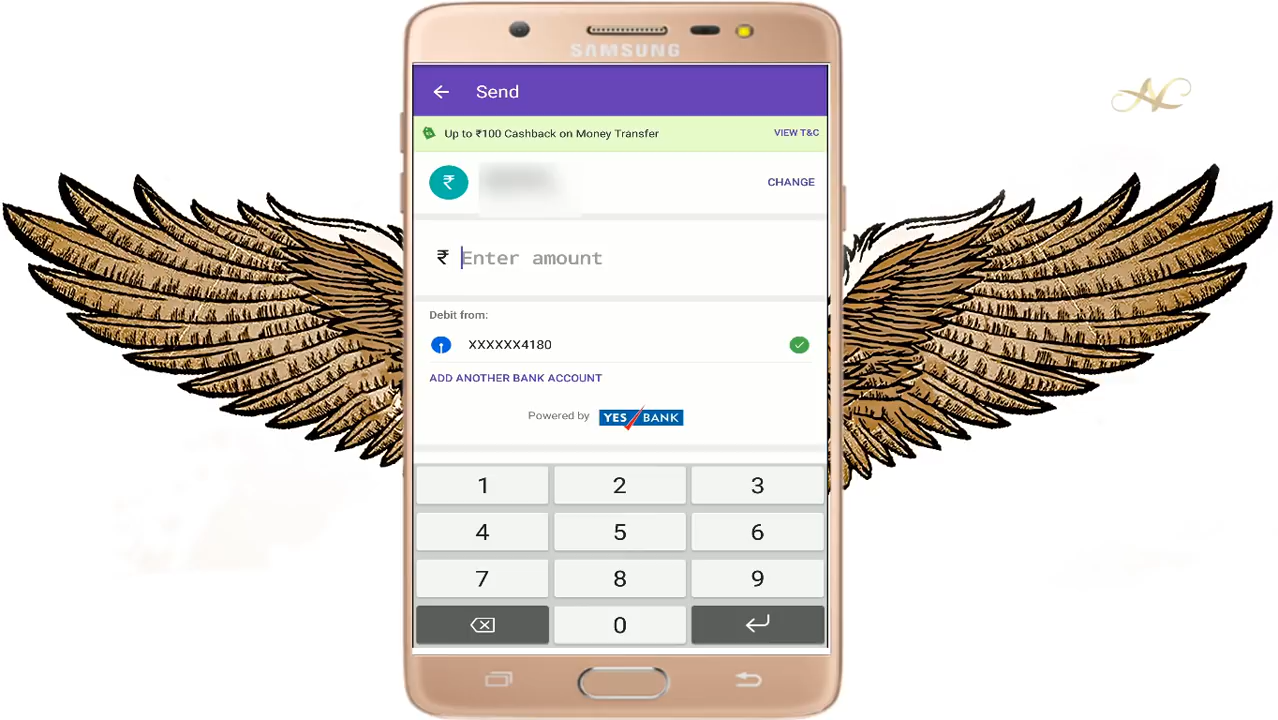 SAMSUNG
Send
Up to ₹100 Cashback on Money Transfer VIEW T&C
₹ CHANGE
₹ Enter amount
Debit from:
XXXXXX4180
ADD ANOTHER BANK ACCOUNT
Powered by YES BANK
1 2 3
4 5 6
7 8 9
0